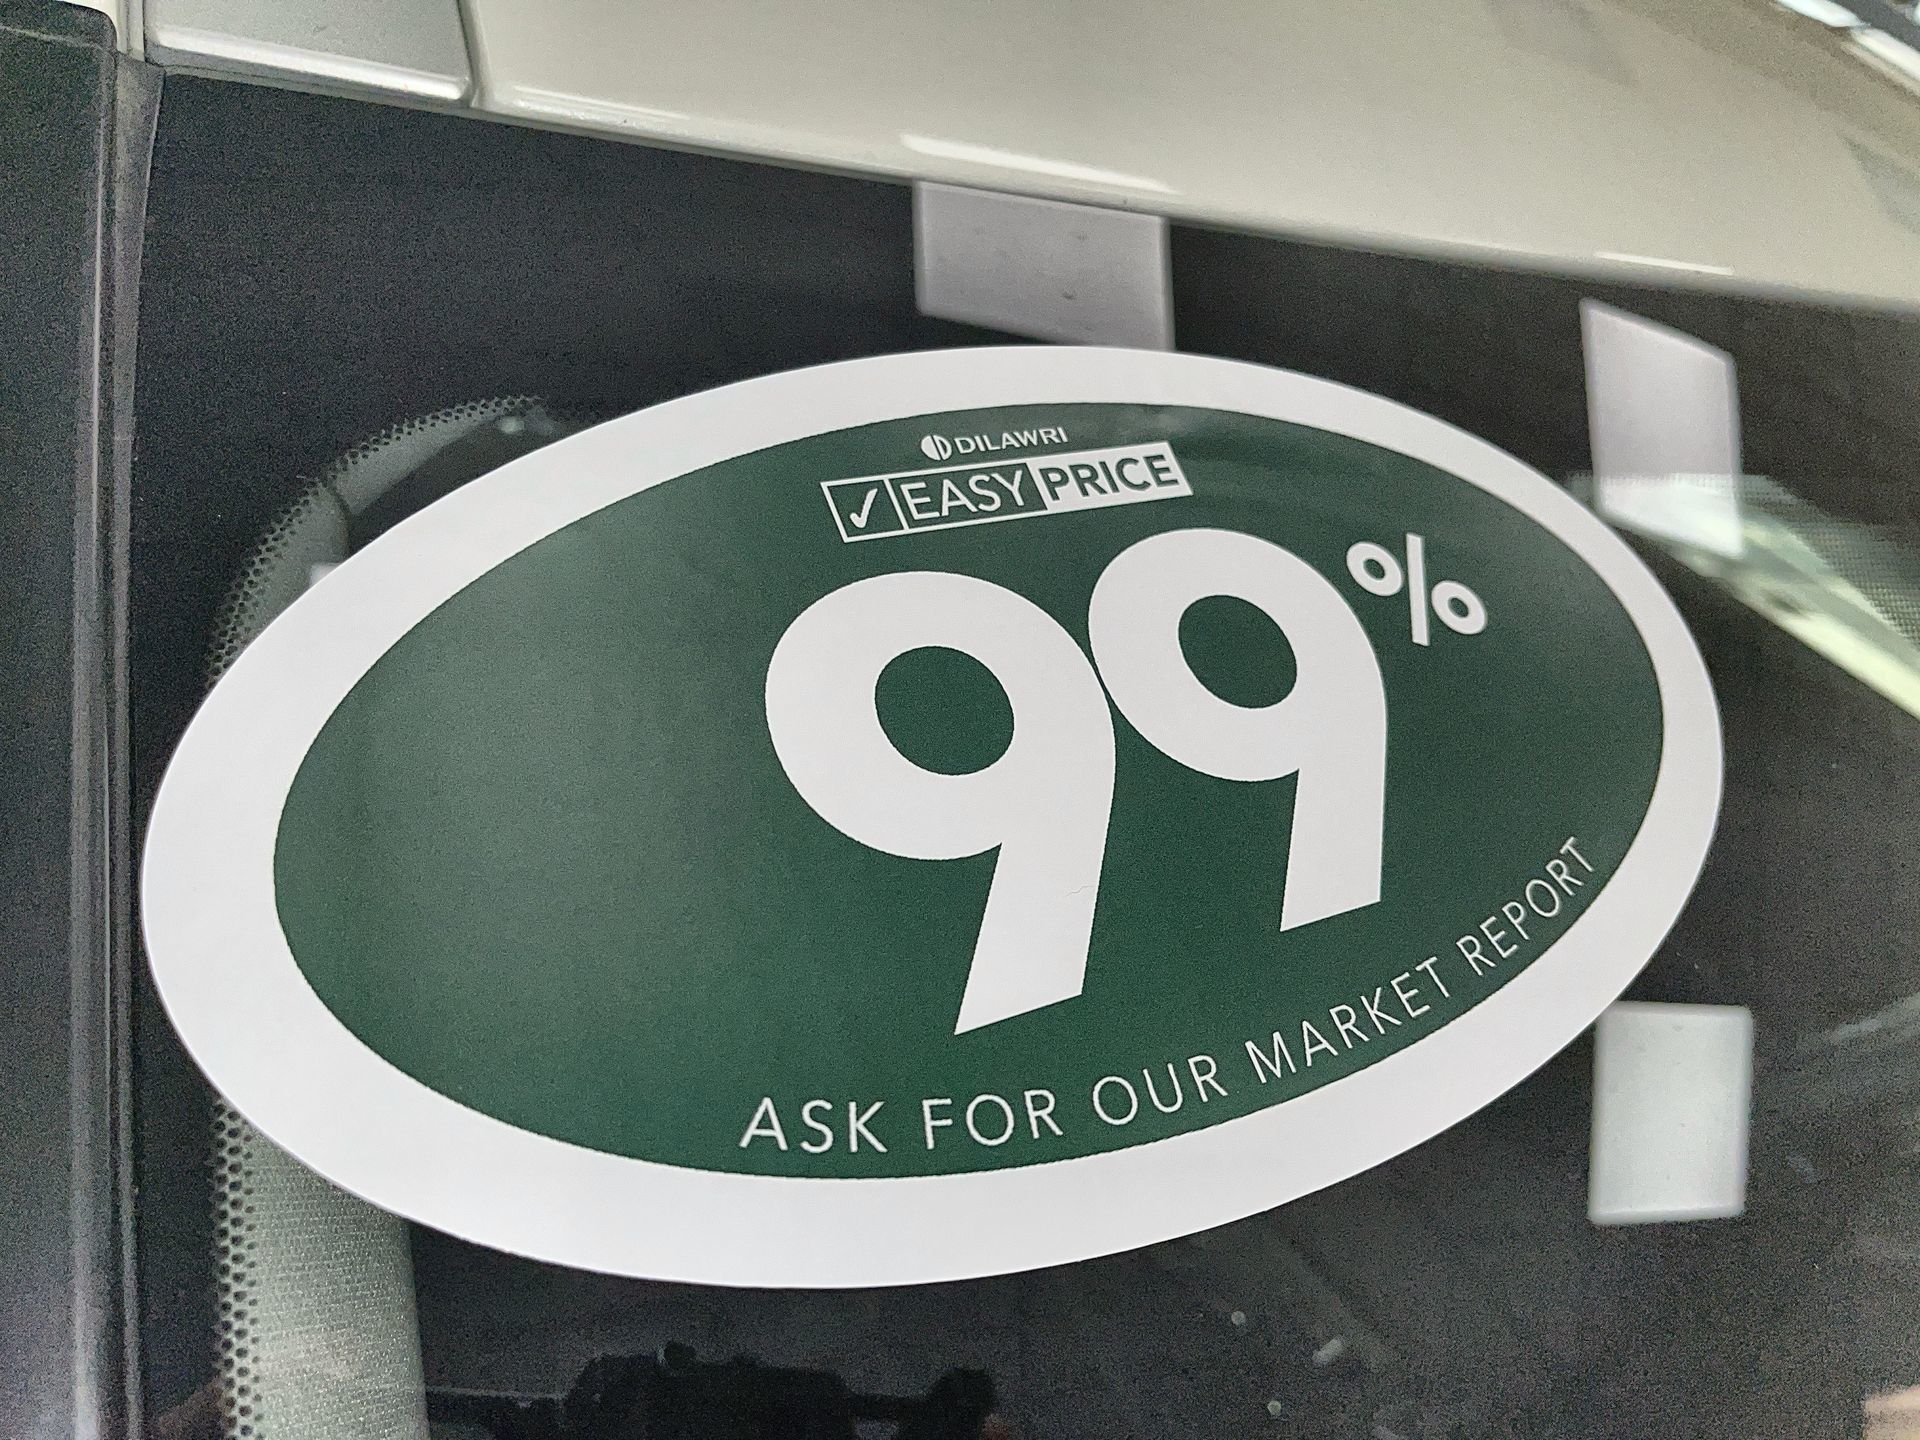 DILAWRI
✓ EASY PRICE
99%
ASK FOR OUR MARKET REPORT